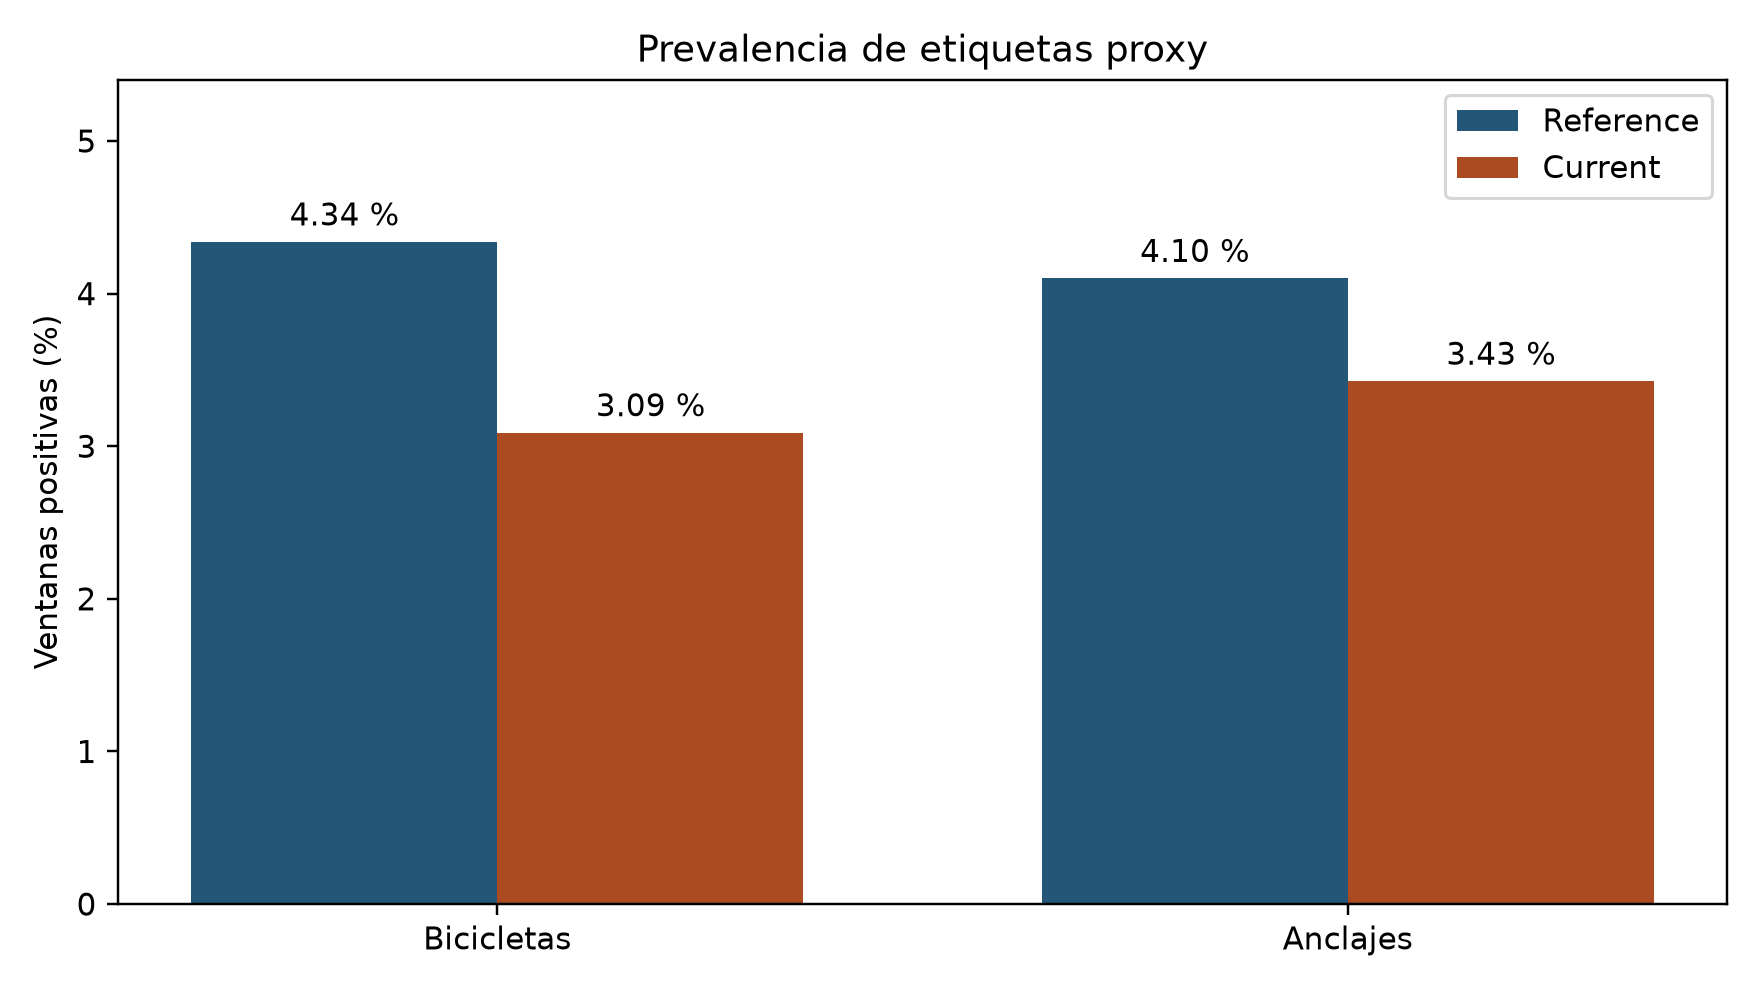 Prevalencia de etiquetas proxy
Reference
Current
Ventanas positivas (%)
5
4
3
2
1
0
4.34 %
3.09 %
4.10 %
3.43 %
Bicicletas
Anclajes